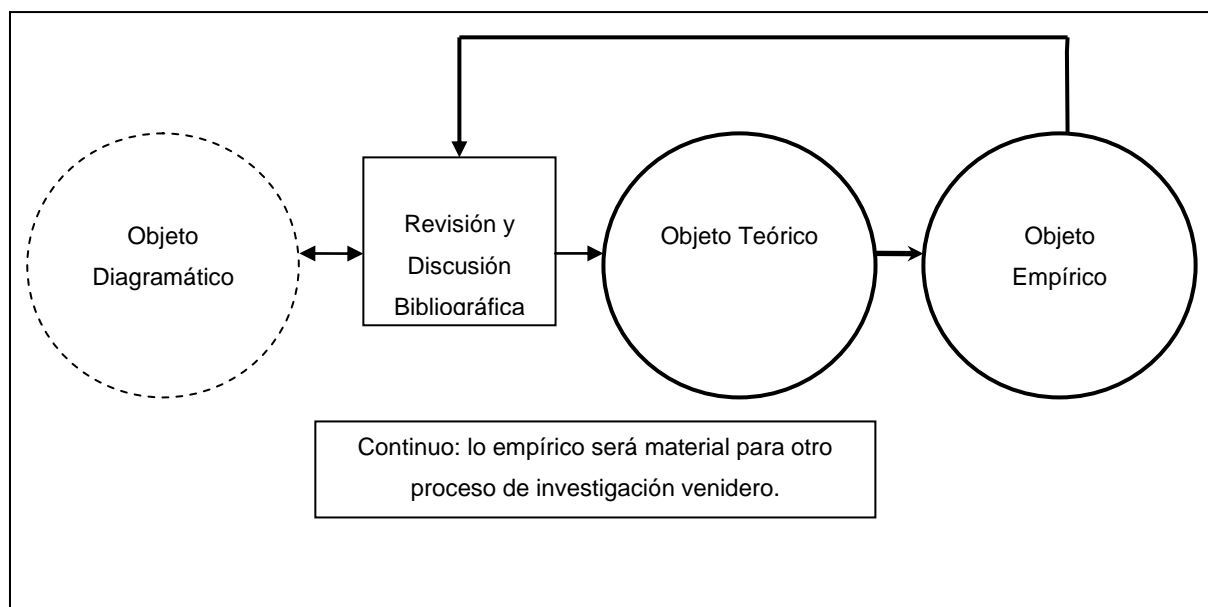 Objeto
Diagramático
Revisión y
Discusión
Bibliográfica
Objeto Teórico
Objeto
Empírico
Continuo: lo empírico será material para otro
proceso de investigación venidero.